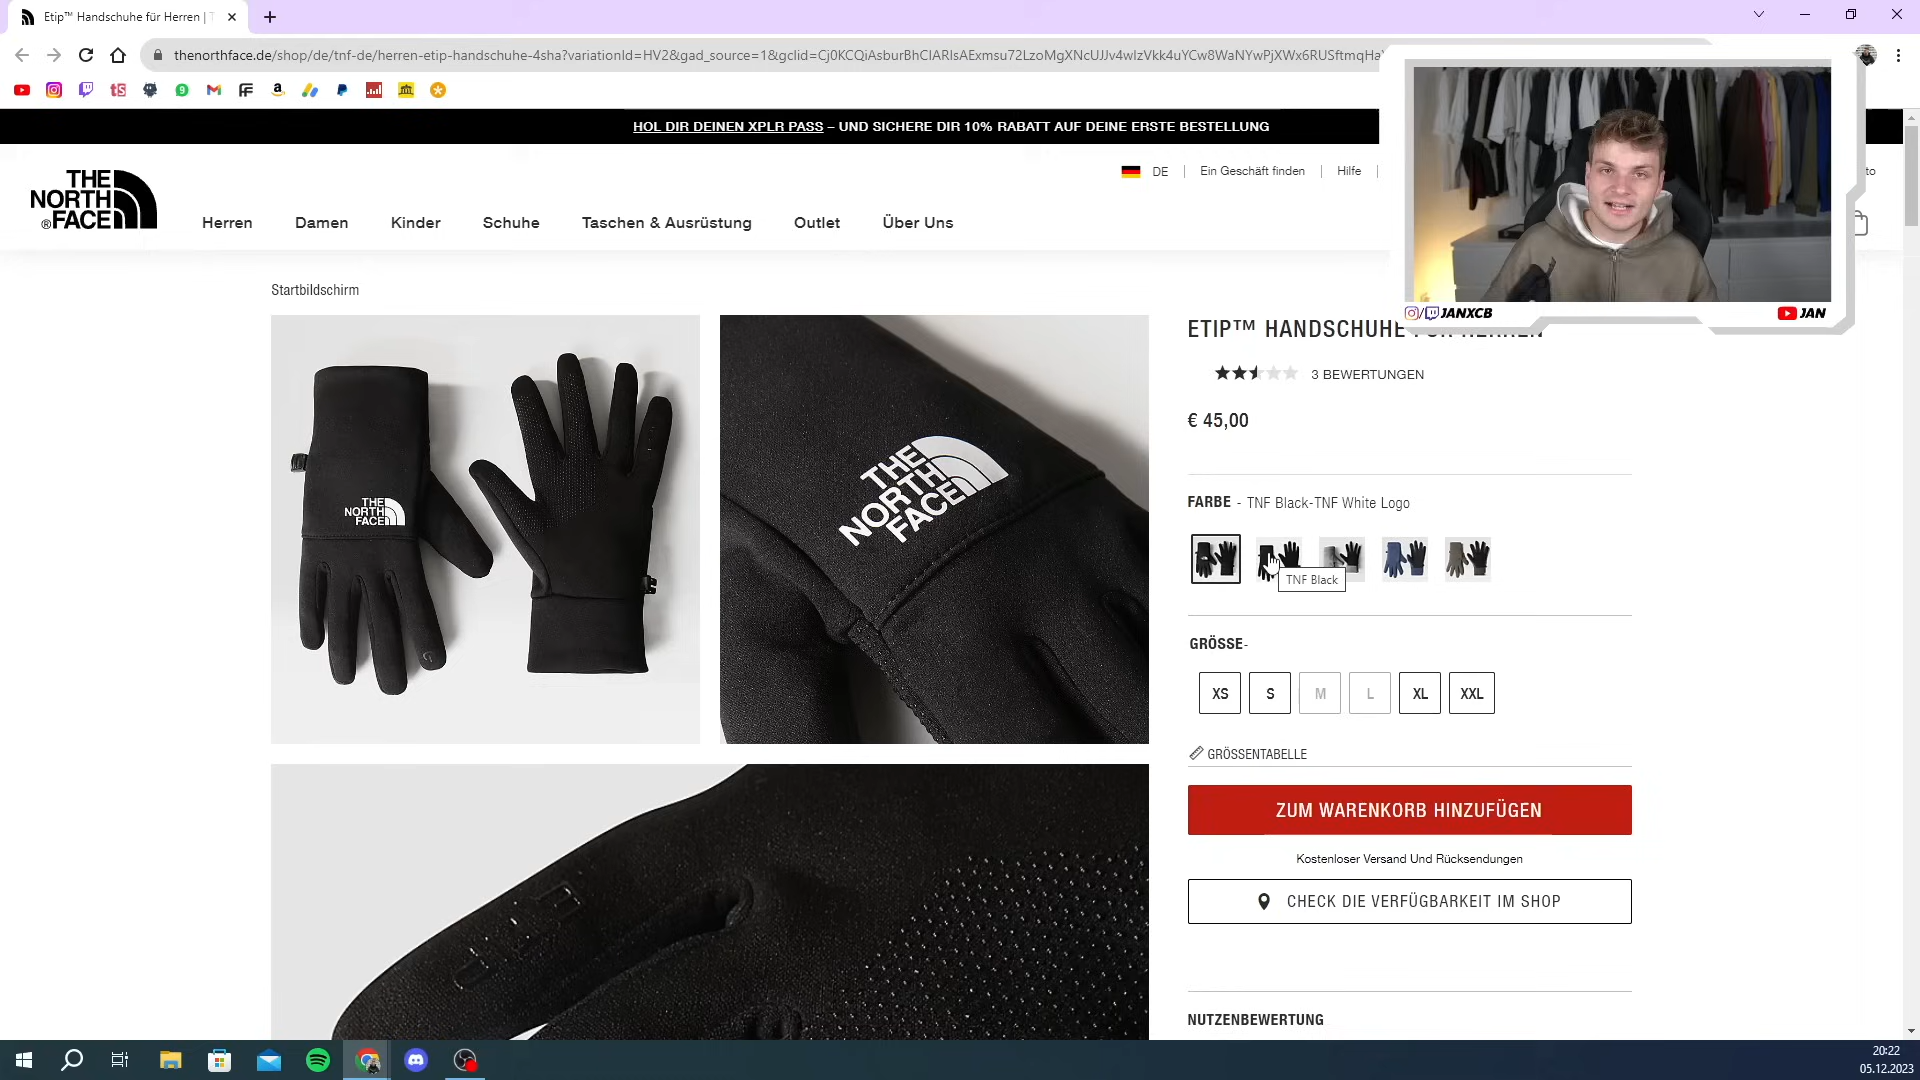 Etip™ Handschuhe für Herren | T
thenorthface.de/shop/de/tnf-de/herren-etip-handschuhe-4sha?variationId=HV2&gad_source=1&gclid=
HOL DIR DEINEN XPLR PASS – UND SICHERE DIR 10% RABATT AUF DEINE ERSTE BESTELLUNG
DE
Ein Geschäft finden
Hilfe
to
THE
NORTH
FACE
Herren
Damen
Kinder
Schuhe
Taschen & Ausrüstung
Outlet
Über Uns
/ JANXCB
JAN
Startbildschirm
ETIP™ HANDSCHUHE FÜR HERREN
3 BEWERTUNGEN
€ 45,00
FARBE - TNF Black-TNF White Logo
TNF Black
GRÖSSE-
XS
S
M
L
XL
XXL
GRÖSSENTABELLE
ZUM WARENKORB HINZUFÜGEN
Kostenloser Versand Und Rücksendungen
CHECK DIE VERFÜGBARKEIT IM SHOP
NUTZENBEWERTUNG
THE
NORTH
FACE
THE
NORTH
FACE
20:22
05.12.2023